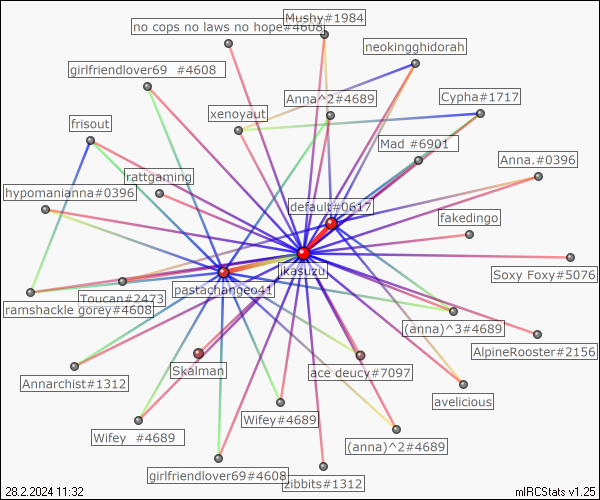 Mushy#1984
no cops no laws no hope#4608
neokingghidorah
girlfriendlover69 #4608
Anna^2#4689
Cypha#1717
xenoyaut
frisout
Mad #6901
Anna.#0396
rattgaming
hypomanianna#0396
default#0617
fakedingo
jkasuzu
Soxy Foxy#5076
pastachangeo41
Toucan#2473
ramshackle gorey#4608
(anna)^3#4689
AlpineRooster#2156
Skalman
ace deucy#7097
Annarchist#1312
avelicious
Wifey#4689
Wifey #4689
(anna)^2#4689
girlfriendlover69#4608
zibbits#1312
28.2.2024 11:32
mIRCStats v1.25